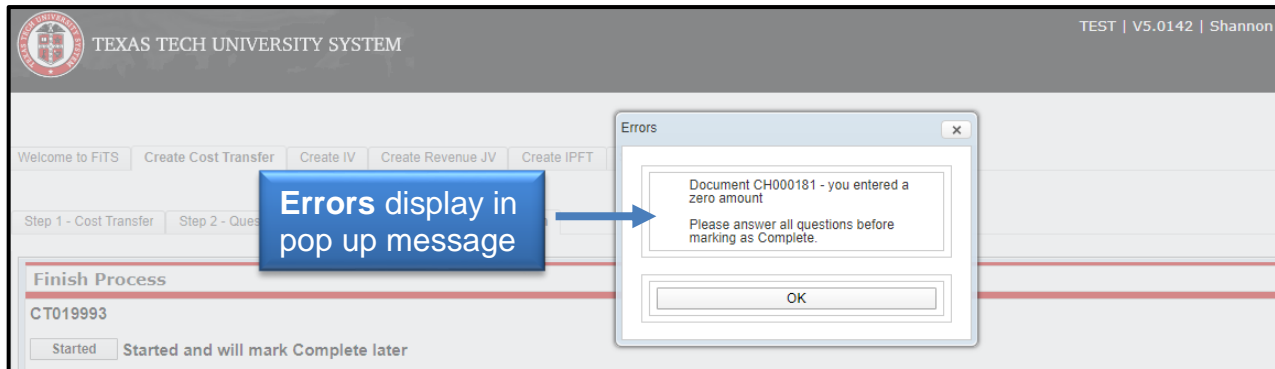 TEXAS TECH UNIVERSITY SYSTEM
TEST | V5.0142 | Shannon
Errors
Welcome to FiTS
Create Cost Transfer
Create IV
Create Revenue JV
Create IPFT
Document CH000181 - you entered a
zero amount
Please answer all questions before
marking as Complete.
OK
Errors display in
pop up message
Step 1 - Cost Transfer
Step 2 - Ques
Finish Process
CT019993
Started
Started and will mark Complete later